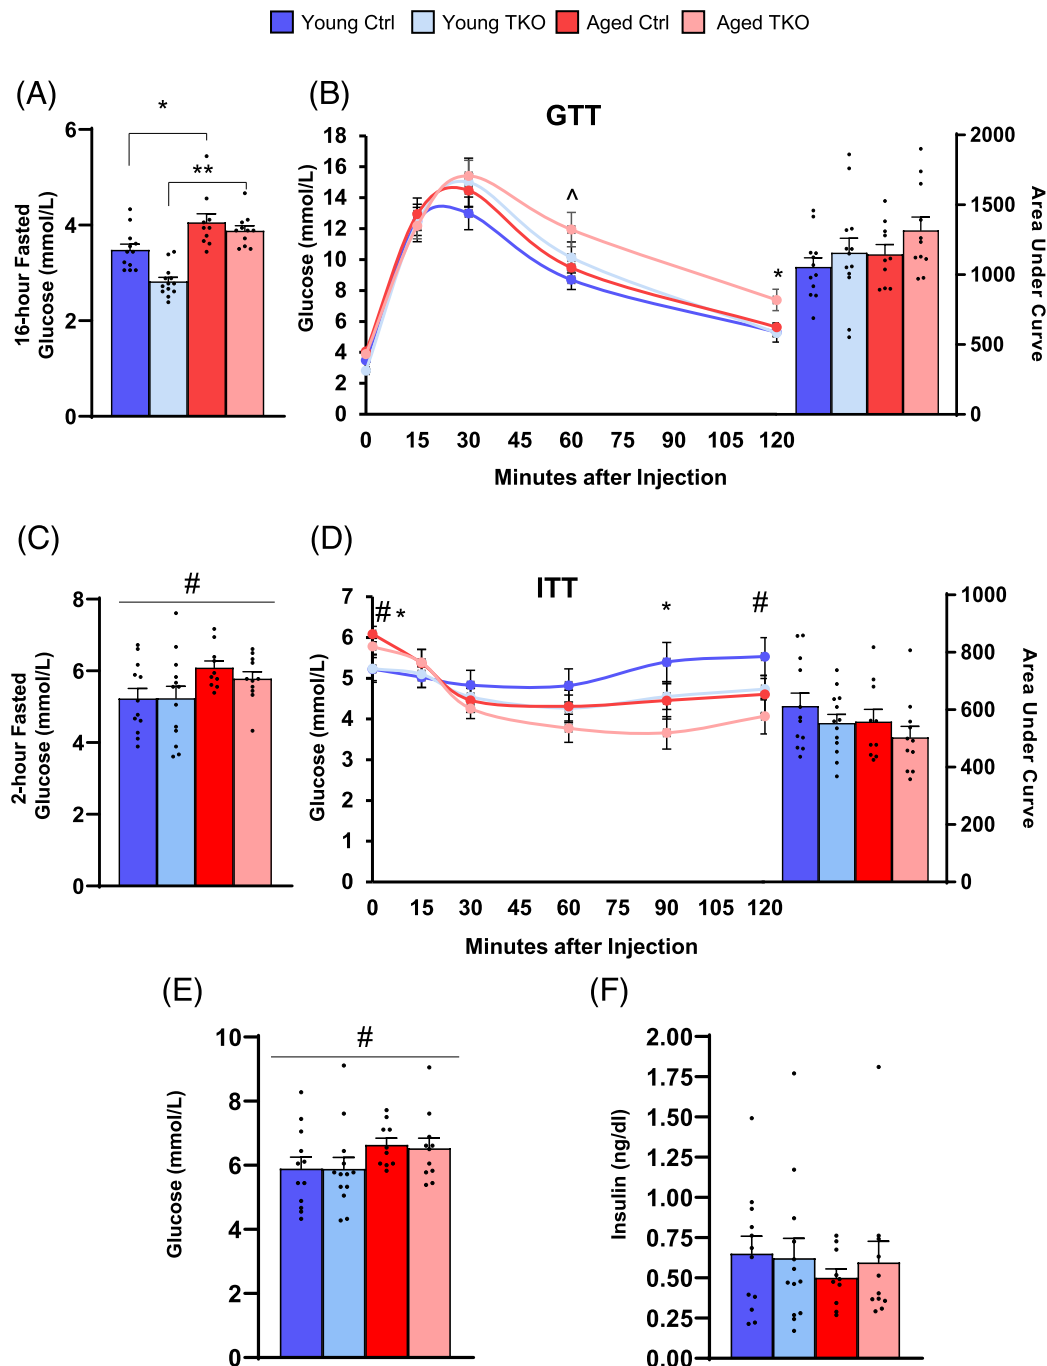 Young Ctrl Young TKO Aged Ctrl Aged TKO
(A)
16-hour Fasted
Glucose (mmol/L)
6
4
2
0
*
**
(B)
GTT
Glucose (mmol/L)
18
16
14
12
10
8
6
4
2
0
^
*
0 15 30 45 60 75 90 105 120
Minutes after Injection
2000
1500
1000
500
0
Area Under Curve
(C)
2-hour Fasted
Glucose (mmol/L)
8
6
4
2
0
#
(D)
ITT
Glucose (mmol/L)
7
6
5
4
3
2
1
0
# *
*
#
0 15 30 45 60 75 90 105 120
Minutes after Injection
1000
800
600
400
200
0
Area Under Curve
(E)
Glucose (mmol/L)
10
8
6
4
2
0
#
(F)
Insulin (ng/dl)
2.00
1.75
1.50
1.25
1.00
0.75
0.50
0.25
0.00